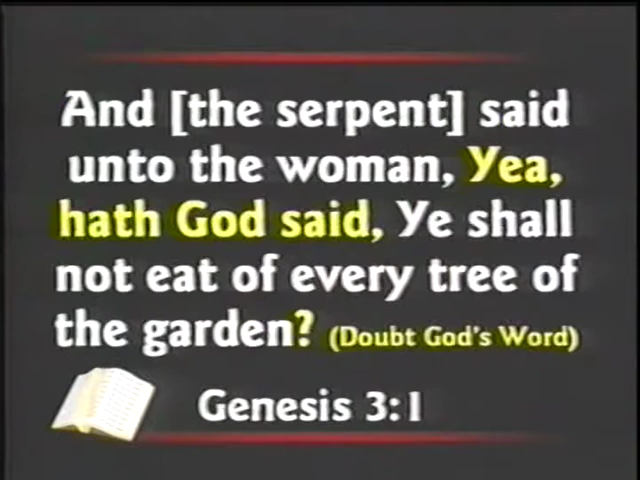 And [the serpent] said
unto the woman, Yea,
hath God said, Ye shall
not eat of every tree of
the garden? (Doubt God's Word)
Genesis 3:1